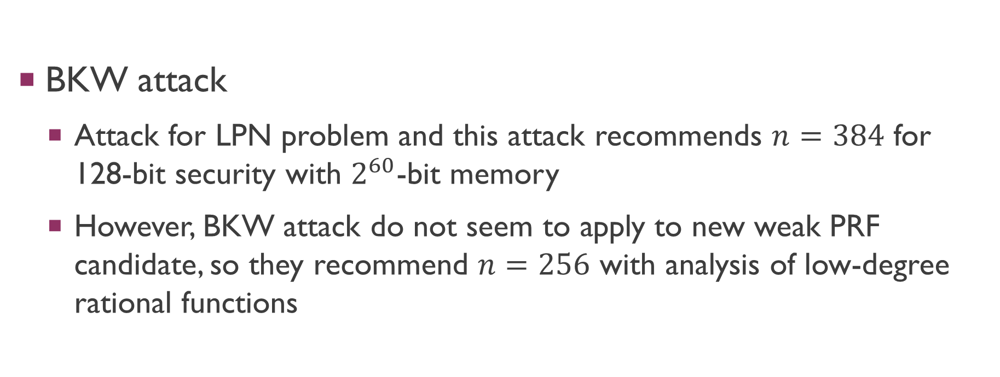 BKW attack
Attack for LPN problem and this attack recommends n = 384 for
128-bit security with 2⁶⁰-bit memory
However, BKW attack do not seem to apply to new weak PRF
candidate, so they recommend n = 256 with analysis of low-degree
rational functions